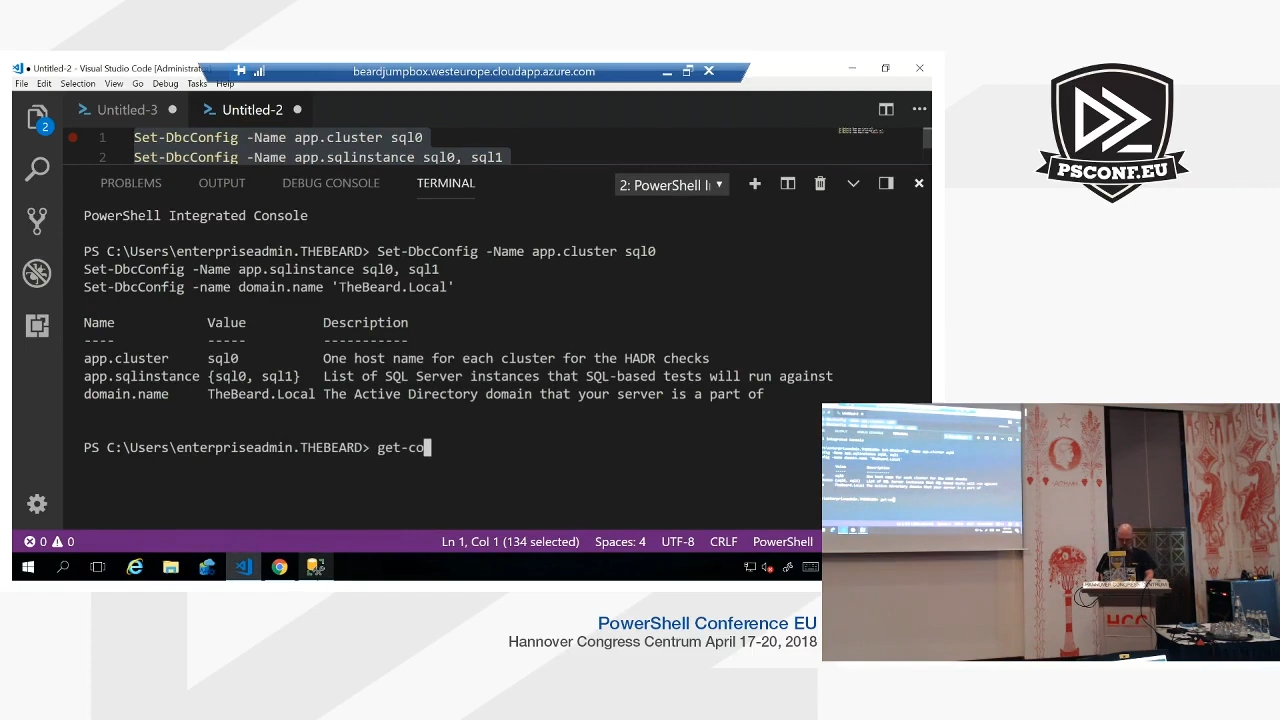 Untitled-2 - Visual Studio Code [Administrat
beardjumpbox.westeurope.cloudapp.azure.com
File Edit Selection View Go Debug Tasks Help
Untitled-3
Untitled-2
2
1 Set-DbcConfig -Name app.cluster sql0
2 Set-DbcConfig -Name app.sqlinstance sql0, sql1
PROBLEMS OUTPUT DEBUG CONSOLE TERMINAL
2: PowerShell I
PowerShell Integrated Console
PS C:\Users\enterpriseadmin.THEBEARD> Set-DbcConfig -Name app.cluster sql0
Set-DbcConfig -Name app.sqlinstance sql0, sql1
Set-DbcConfig -name domain.name 'TheBeard.Local'
Name Value Description
---- ----- -----------
app.cluster sql0 One host name for each cluster for the HADR checks
app.sqlinstance {sql0, sql1} List of SQL Server instances that SQL-based tests will run against
domain.name TheBeard.Local The Active Directory domain that your server is a part of
PS C:\Users\enterpriseadmin.THEBEARD> get-co
0 0 Ln 1, Col 1 (134 selected) Spaces: 4 UTF-8 CRLF PowerShell
PSCONF.EU
HANNOVER CONGRESS CENTRUM
HCC
PowerShell Conference EU
Hannover Congress Centrum April 17-20, 2018